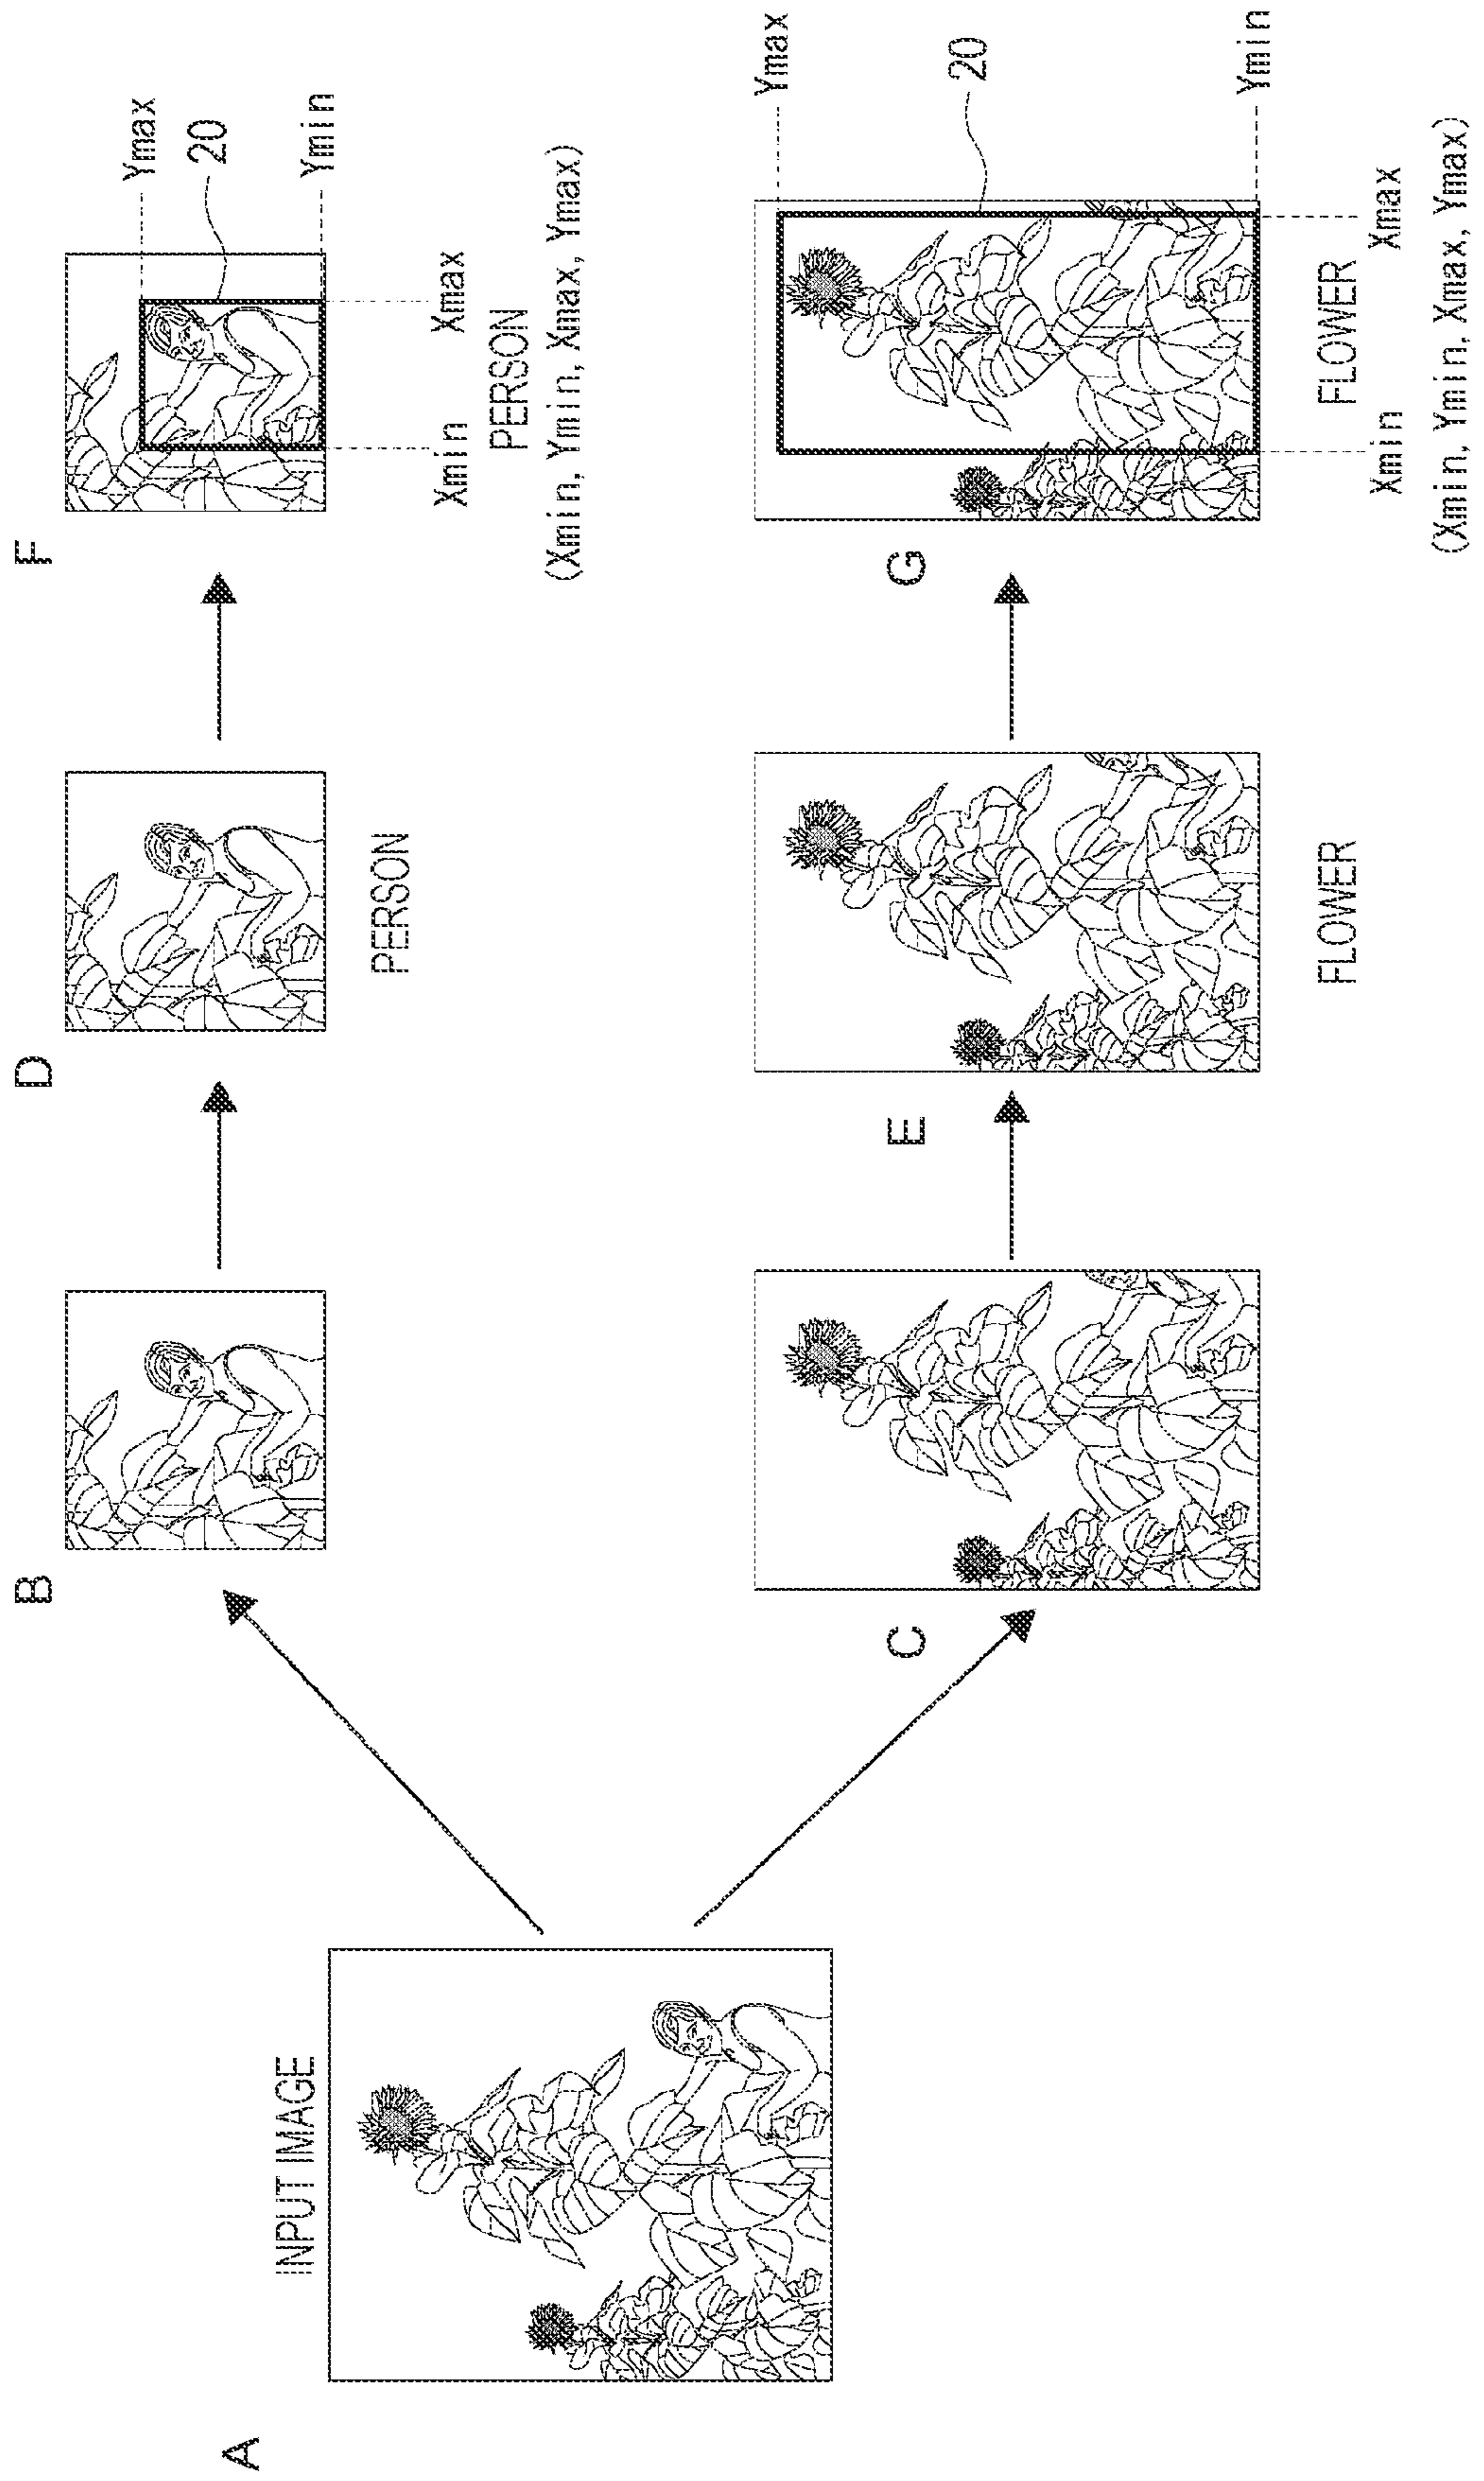 A
INPUT IMAGE
B
D
PERSON
F
Ymax
20
Ymin
Xmin
Xmax
PERSON
(Xmin, Ymin, Xmax, Ymax)
C
E
FLOWER
G
Ymax
20
Ymin
Xmin
Xmax
FLOWER
(Xmin, Ymin, Xmax, Ymax)